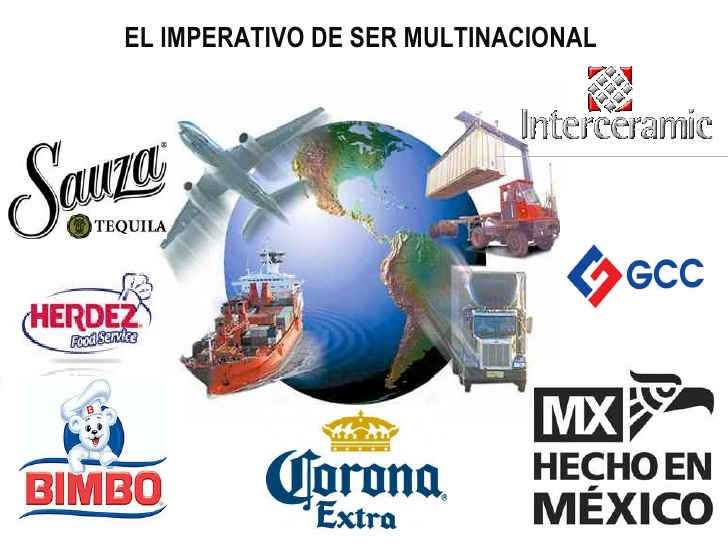 EL IMPERATIVO DE SER MULTINACIONAL
Interceramic
Sauza®
TEQUILA
GCC
HERDEZ
Food Service
MX
HECHO EN
MÉXICO
B
BIMBO®
Corona
Extra®